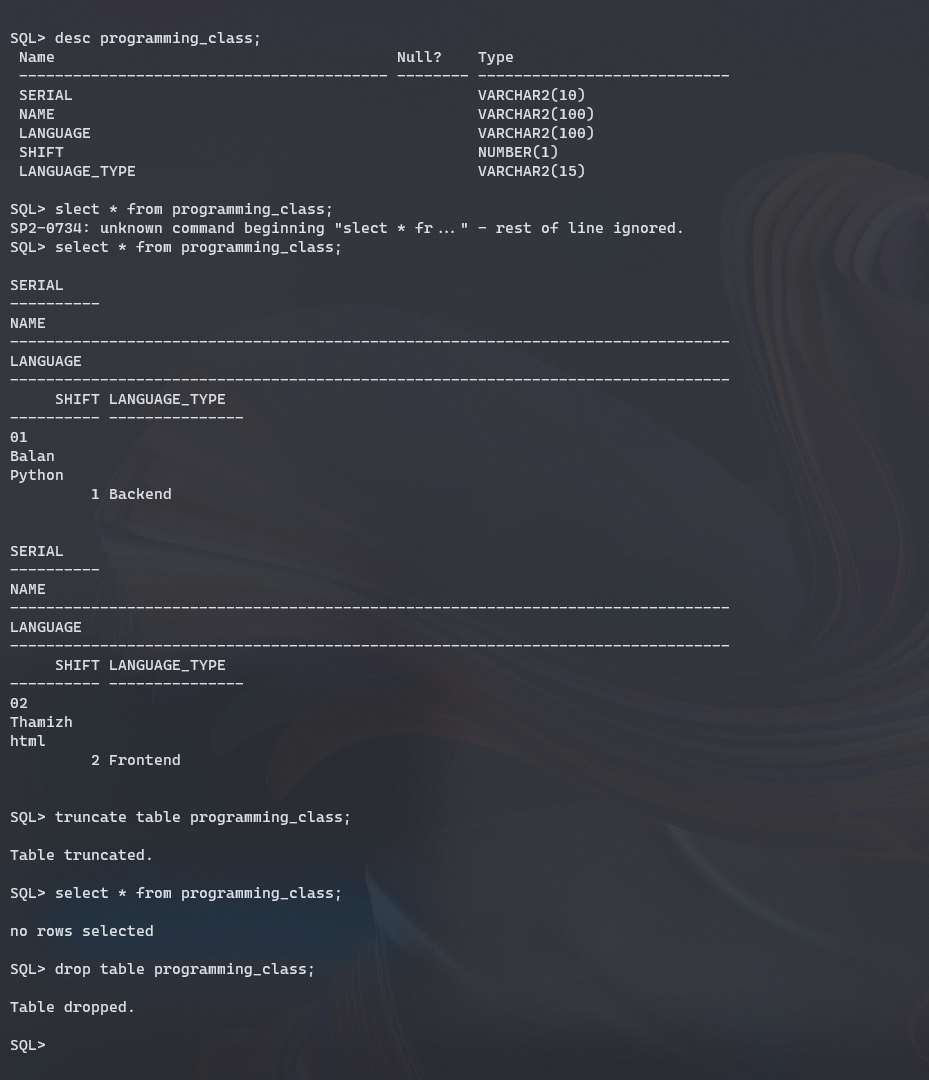 SQL> desc programming_class;
 Name                                      Null?    Type
 ----------------------------------------- -------- ----------------------------
 SERIAL                                             VARCHAR2(10)
 NAME                                               VARCHAR2(100)
 LANGUAGE                                           VARCHAR2(100)
 SHIFT                                              NUMBER(1)
 LANGUAGE_TYPE                                      VARCHAR2(15)
SQL> slect * from programming_class;
SP2-0734: unknown command beginning "slect * fr..." - rest of line ignored.
SQL> select * from programming_class;
SERIAL
----------
NAME
--------------------------------------------------------------------------------
LANGUAGE
--------------------------------------------------------------------------------
     SHIFT LANGUAGE_TYPE
---------- ---------------
01
Balan
Python
         1 Backend
SERIAL
----------
NAME
--------------------------------------------------------------------------------
LANGUAGE
--------------------------------------------------------------------------------
     SHIFT LANGUAGE_TYPE
---------- ---------------
02
Thamizh
html
         2 Frontend
SQL> truncate table programming_class;
Table truncated.
SQL> select * from programming_class;
no rows selected
SQL> drop table programming_class;
Table dropped.
SQL>